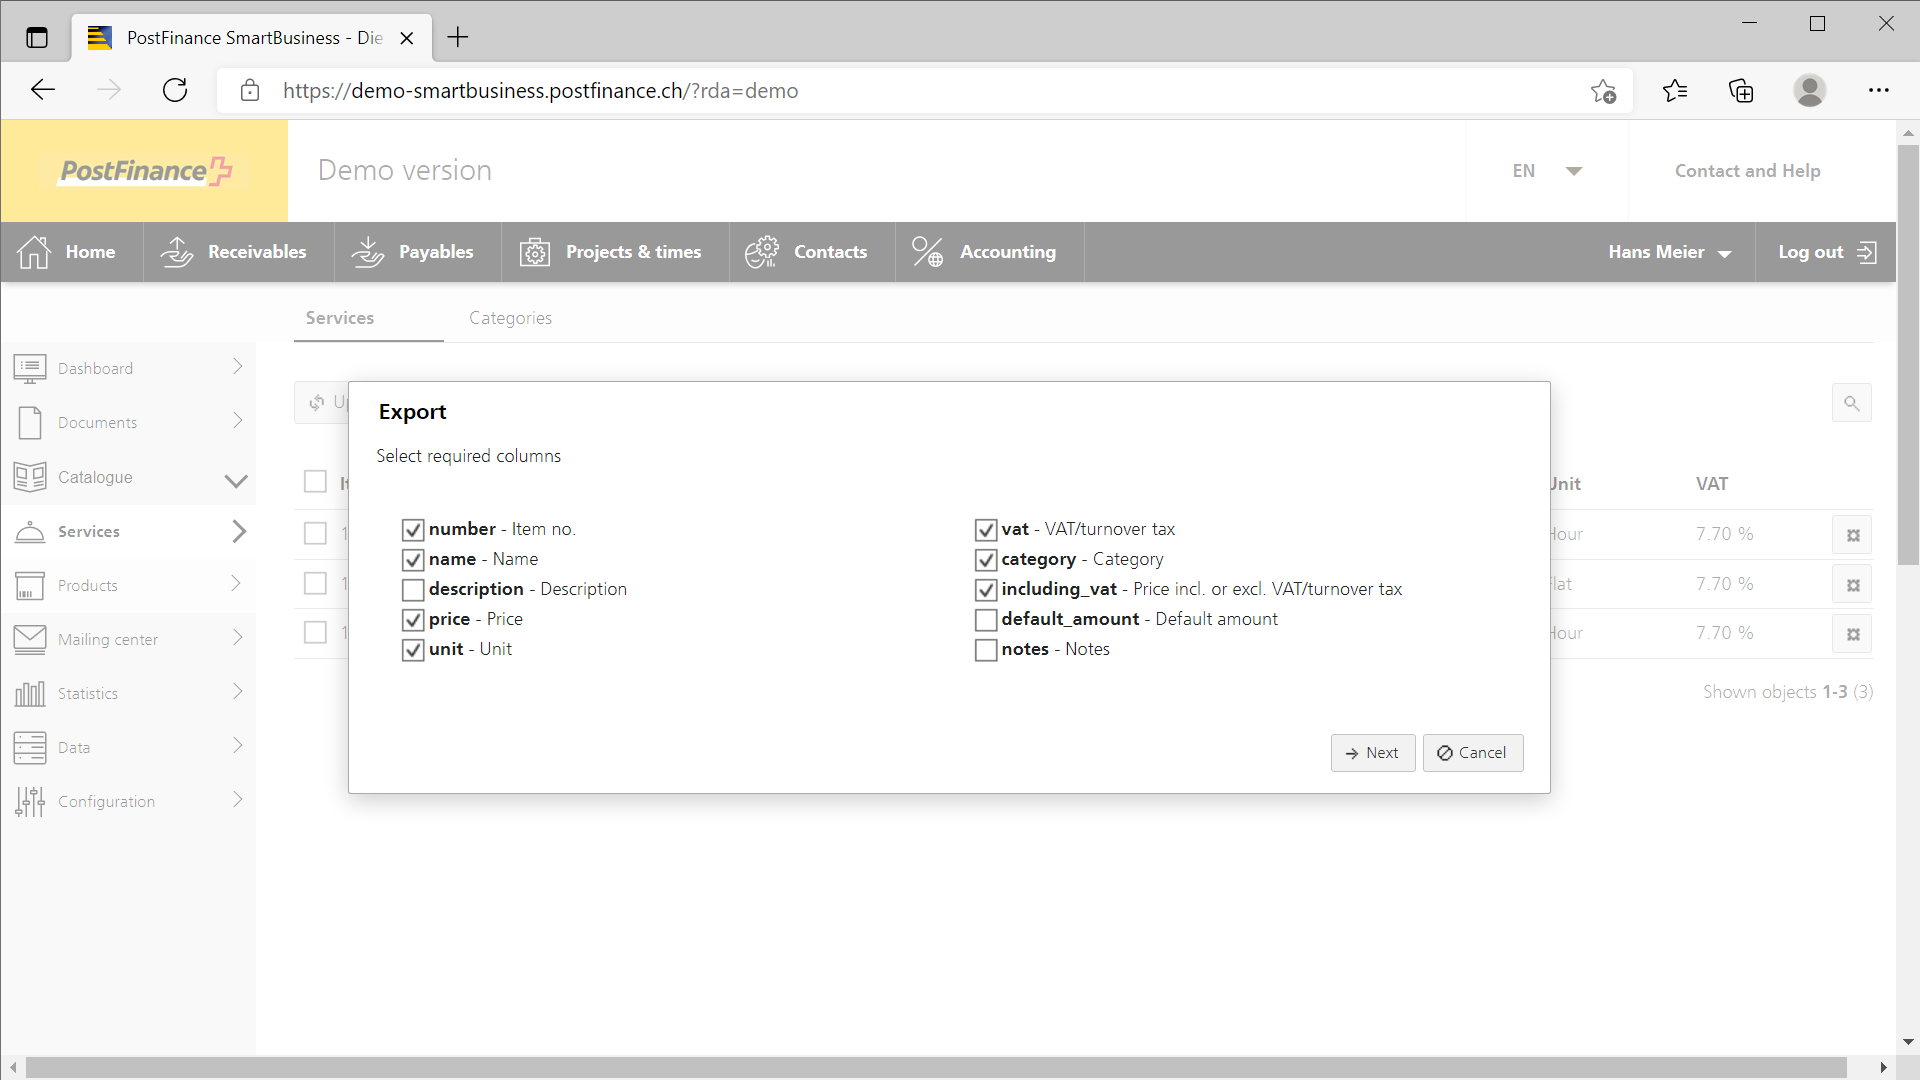 PostFinance SmartBusiness - Die
https://demo-smartbusiness.postfinance.ch/?rda=demo
PostFinance
Demo version
EN
Contact and Help
Home
Receivables
Payables
Projects & times
Contacts
Accounting
Hans Meier
Log out
Services
Categories
Dashboard
Documents
Catalogue
Services
Products
Mailing center
Statistics
Data
Configuration
Export
Select required columns
number - Item no.
name - Name
description - Description
price - Price
unit - Unit
vat - VAT/turnover tax
category - Category
including_vat - Price incl. or excl. VAT/turnover tax
default_amount - Default amount
notes - Notes
Next
Cancel
Unit VAT
Hour 7.70 %
Flat 7.70 %
Hour 7.70 %
Shown objects 1-3 (3)